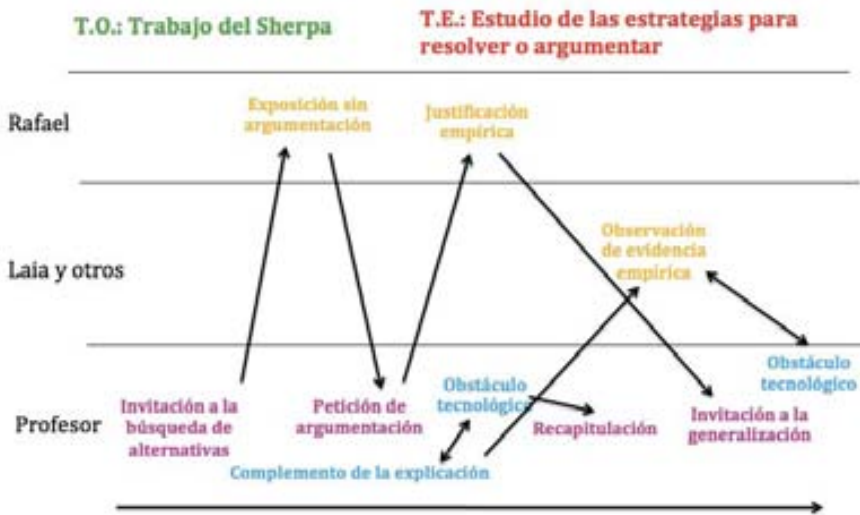 T.O.: Trabajo del Sherpa
T.E.: Estudio de las estrategias para
resolver o argumentar
Rafael
Exposición sin
argumentación
Justificación
empírica
Laia y otros
Observación
de evidencia
empírica
Profesor
Invitación a la
búsqueda de
alternativas
Petición de
argumentación
Obstáculo
tecnológico
Recapitulación
Complemento de la explicación
Invitación a la
generalización
Obstáculo
tecnológico